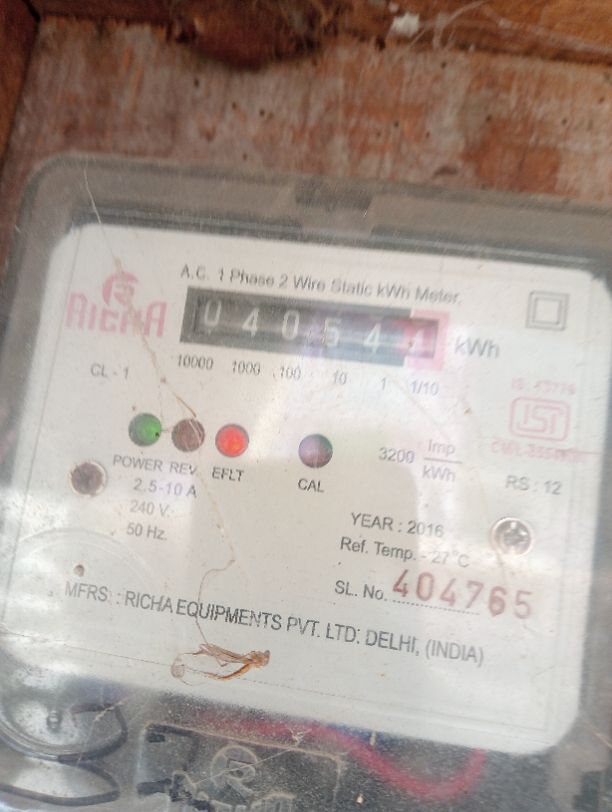 A.C. 1 Phase 2 Wire Static kWh Meter.
RICHA
0 4 0 5 4
kWh
CL - 1
10000 1000 100 10 1 1/10
ISI
POWER REV EFLT
CAL
3200 Imp/kWh
RS : 12
2.5-10 A
240 V.
50 Hz.
YEAR : 2016
Ref. Temp. - 27°C
SL. No. 404765
MFRS : RICHA EQUIPMENTS PVT. LTD. DELHI, (INDIA)